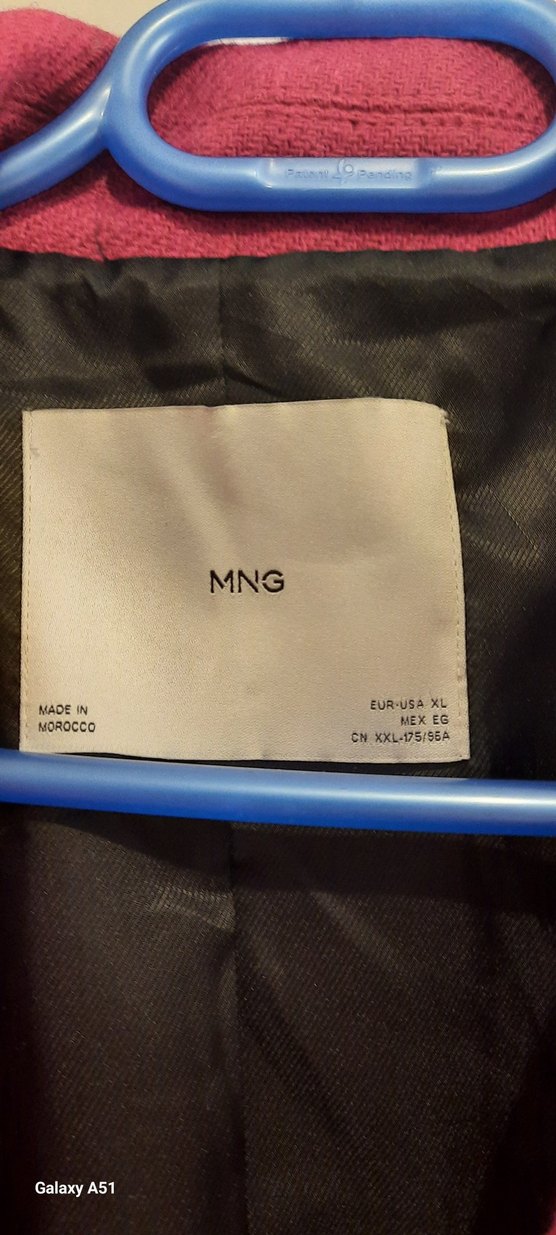 Patent Pending
MNG
MADE IN
MOROCCO
EUR·USA XL
MEX EG
CN XXL-175/96A
Galaxy A51